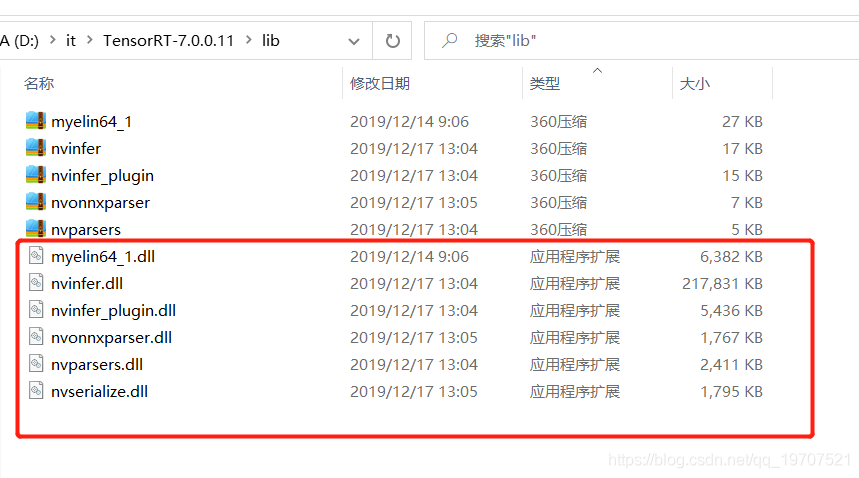 A (D:) > it > TensorRT-7.0.0.11 > lib 搜索"lib"
名称 修改日期 类型 大小
myelin64_1 2019/12/14 9:06 360压缩 27 KB
nvinfer 2019/12/17 13:04 360压缩 17 KB
nvinfer_plugin 2019/12/17 13:04 360压缩 15 KB
nvonnxparser 2019/12/17 13:05 360压缩 7 KB
nvparsers 2019/12/17 13:04 360压缩 5 KB
myelin64_1.dll 2019/12/14 9:06 应用程序扩展 6,382 KB
nvinfer.dll 2019/12/17 13:04 应用程序扩展 217,831 KB
nvinfer_plugin.dll 2019/12/17 13:04 应用程序扩展 5,436 KB
nvonnxparser.dll 2019/12/17 13:05 应用程序扩展 1,767 KB
nvparsers.dll 2019/12/17 13:04 应用程序扩展 2,411 KB
nvserialize.dll 2019/12/17 13:05 应用程序扩展 1,795 KB
https://blog.csdn.net/qq_19707521